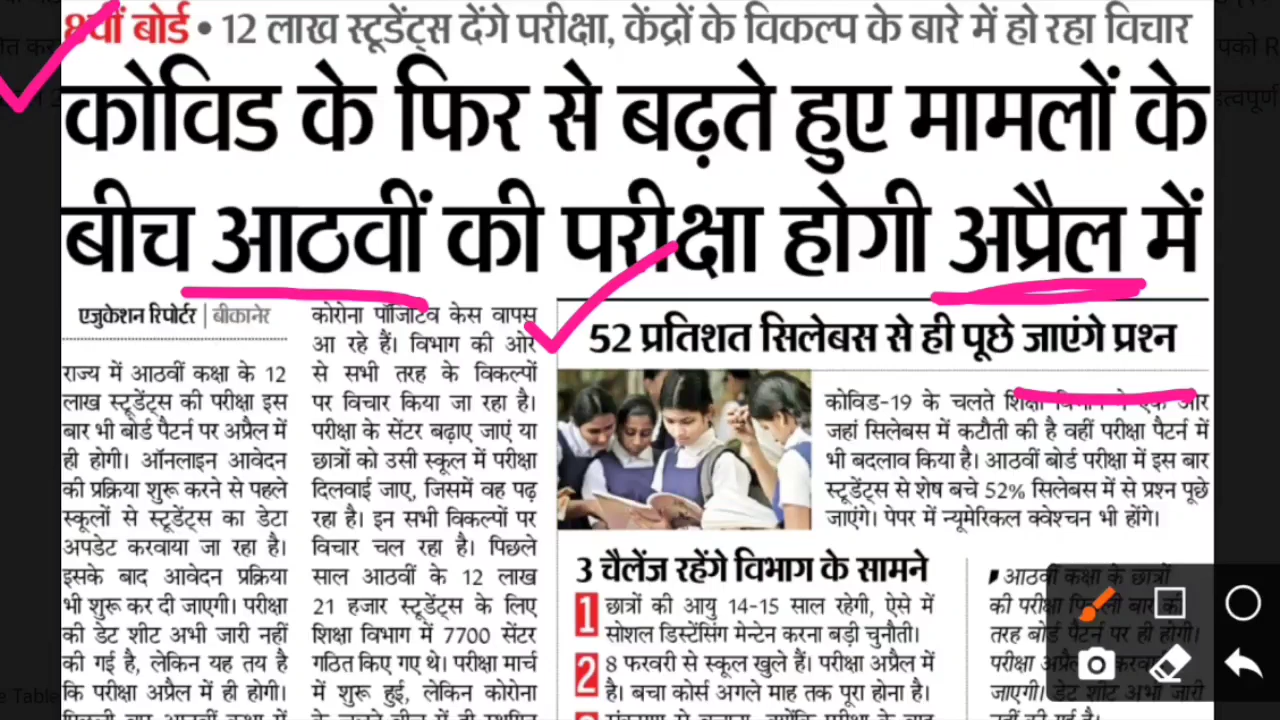 8वीं बोर्ड • 12 लाख स्टूडेंट्स देंगे परीक्षा, केंद्रों के विकल्प के बारे में हो रहा विचार
कोविड के फिर से बढ़ते हुए मामलों के
बीच आठवीं की परीक्षा होगी अप्रैल में
एजुकेशन रिपोर्टर | बीकानेर
राज्य में आठवीं कक्षा के 12
लाख स्टूडेंट्स की परीक्षा इस
बार भी बोर्ड पैटर्न पर अप्रैल में
ही होगी। ऑनलाइन आवेदन
की प्रक्रिया शुरू करने से पहले
स्कूलों से स्टूडेंट्स का डेटा
अपडेट करवाया जा रहा है।
इसके बाद आवेदन प्रक्रिया
भी शुरू कर दी जाएगी। परीक्षा
की डेट शीट अभी जारी नहीं
की गई है, लेकिन यह तय है
कि परीक्षा अप्रैल में ही होगी।
कोरोना पॉजिटिव केस वापस
आ रहे हैं। विभाग की ओर
से सभी तरह के विकल्पों
पर विचार किया जा रहा है।
परीक्षा के सेंटर बढ़ाए जाएं या
छात्रों को उसी स्कूल में परीक्षा
दिलवाई जाए, जिसमें वह पढ़
रहा है। इन सभी विकल्पों पर
विचार चल रहा है। पिछले
साल आठवीं के 12 लाख
21 हजार स्टूडेंट्स के लिए
शिक्षा विभाग में 7700 सेंटर
गठित किए गए थे। परीक्षा मार्च
में शुरू हुई, लेकिन कोरोना
52 प्रतिशत सिलेबस से ही पूछे जाएंगे प्रश्न
कोविड-19 के चलते शिक्षा विभाग ने एक ओर
जहां सिलेबस में कटौती की है वहीं परीक्षा पैटर्न में
भी बदलाव किया है। आठवीं बोर्ड परीक्षा में इस बार
स्टूडेंट्स से शेष बचे 52% सिलेबस में से प्रश्न पूछे
जाएंगे। पेपर में न्यूमेरिकल क्वेश्चन भी होंगे।
3 चैलेंज रहेंगे विभाग के सामने
1 छात्रों की आयु 14-15 साल रहेगी, ऐसे में
सोशल डिस्टेंसिंग मेन्टेन करना बड़ी चुनौती।
2 8 फरवरी से स्कूल खुले हैं। परीक्षा अप्रैल में
है। बचा कोर्स अगले माह तक पूरा होना है।
आठवीं कक्षा के छात्रों
की परीक्षा पिछली बार की
तरह बोर्ड पैटर्न पर ही होगी।
परीक्षा अप्रैल
जाएगी। डेट शीट अभी जारी
नहीं की गई है।